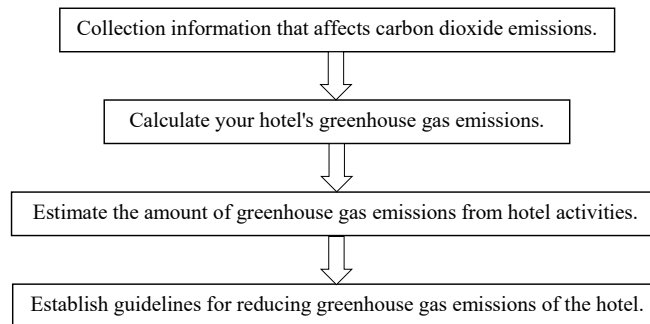 Collection information that affects carbon dioxide emissions.
Calculate your hotel's greenhouse gas emissions.
Estimate the amount of greenhouse gas emissions from hotel activities.
Establish guidelines for reducing greenhouse gas emissions of the hotel.